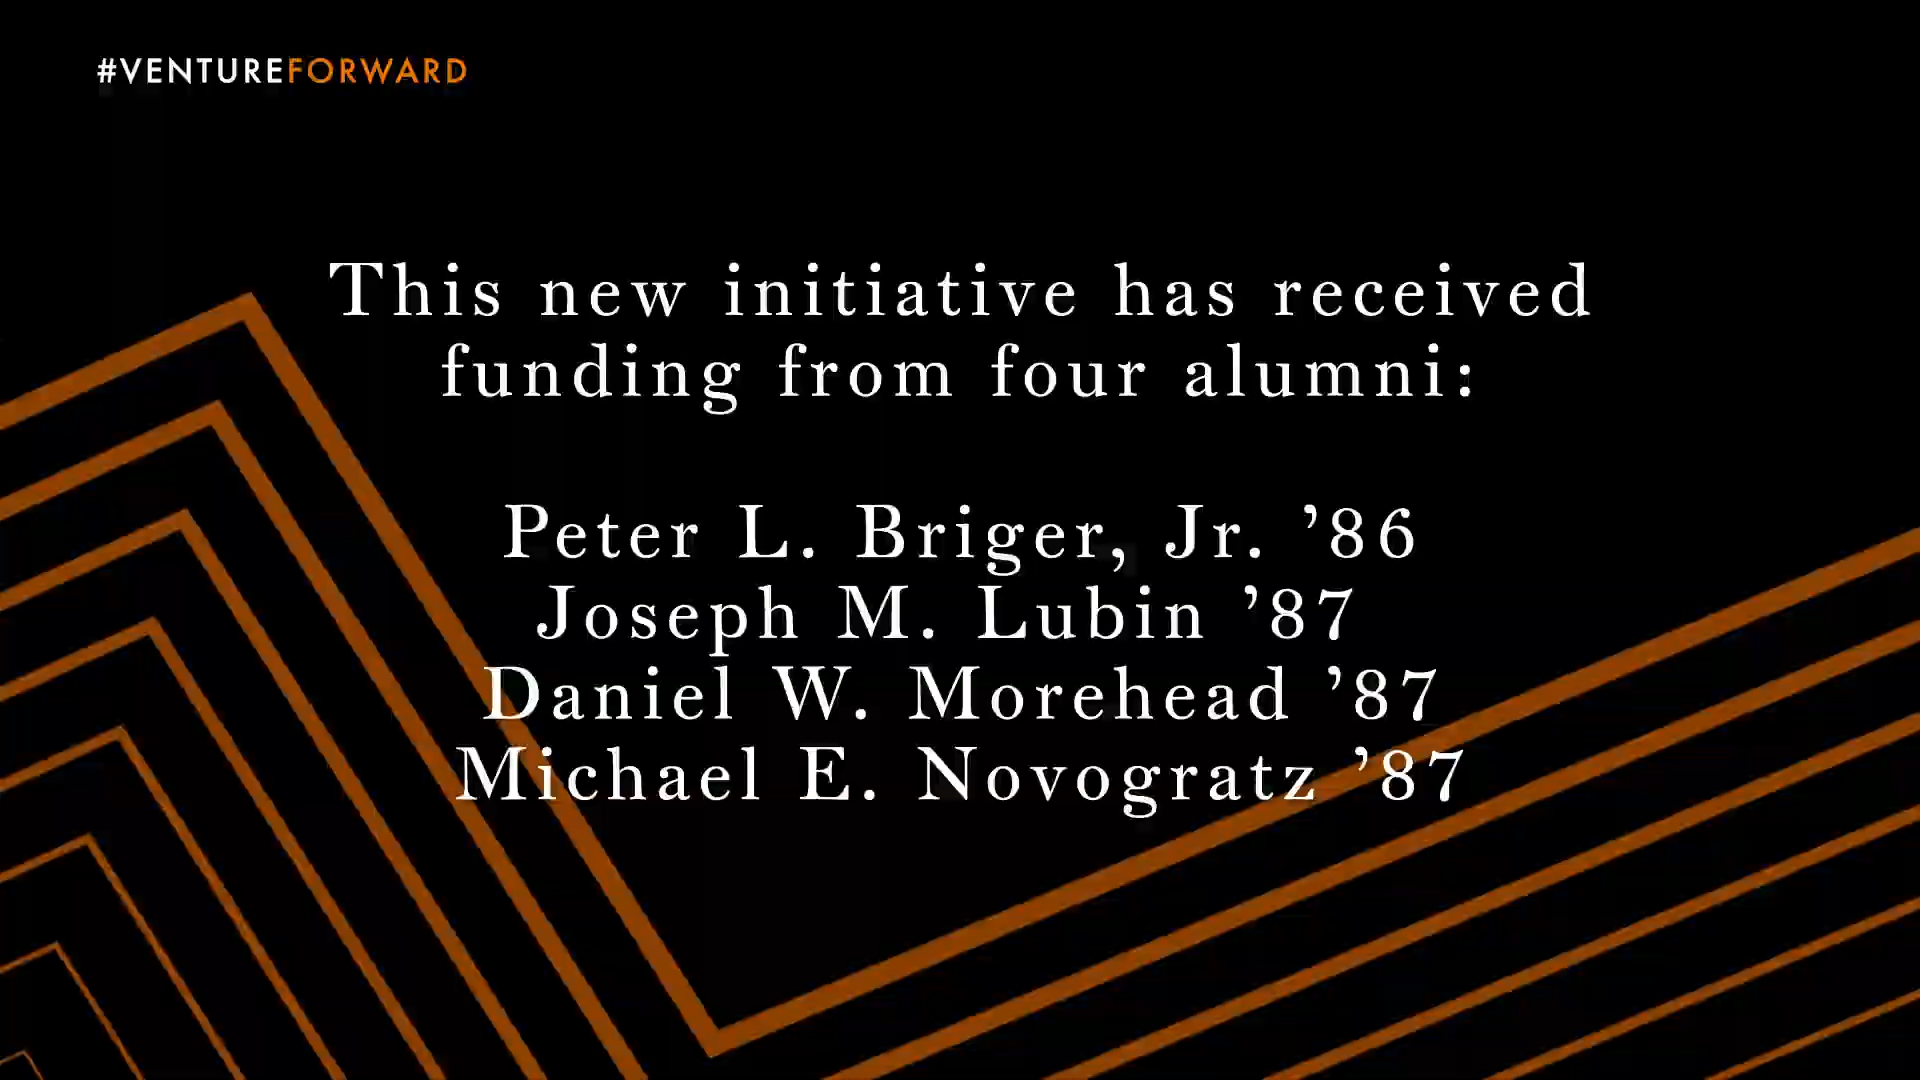 #VENTUREFORWARD
This new initiative has received
funding from four alumni:
Peter L. Briger, Jr. ’86
Joseph M. Lubin ’87
Daniel W. Morehead ’87
Michael E. Novogratz ’87